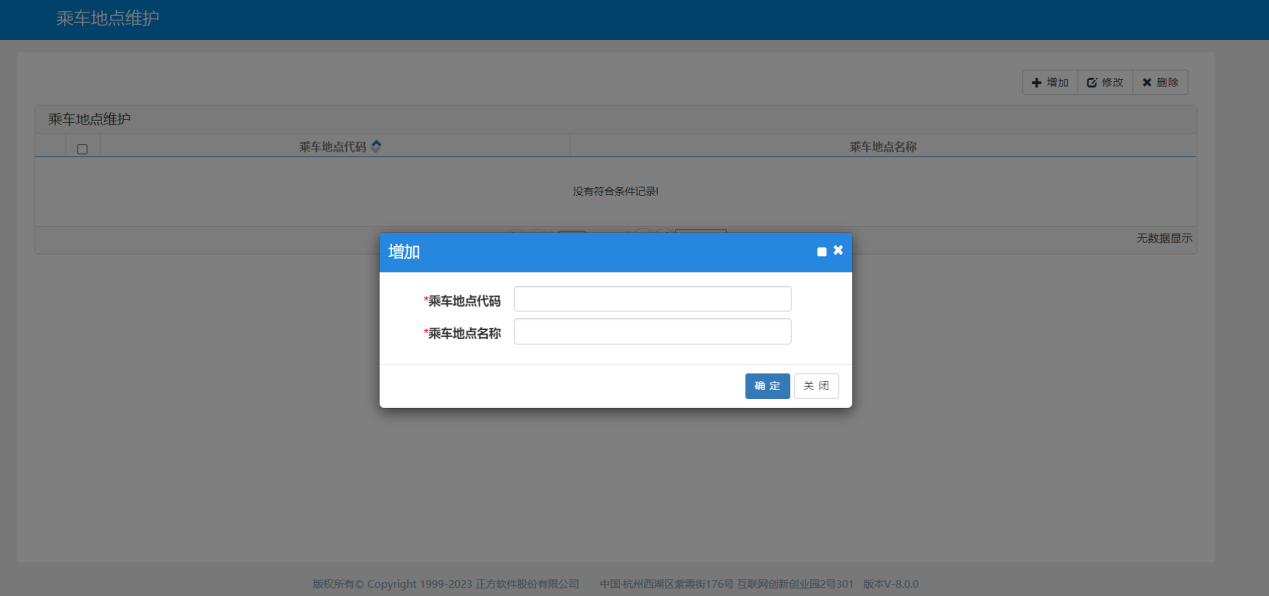 乘车地点维护
增加 修改 删除
乘车地点维护
乘车地点代码 乘车地点名称
没有符合条件记录!
无数据显示
增加
*乘车地点代码
*乘车地点名称
确 定 关 闭
版权所有© Copyright 1999-2023 正方软件股份有限公司 中国·杭州西湖区紫霞街176号 互联网创新创业园2号301 版本V-8.0.0